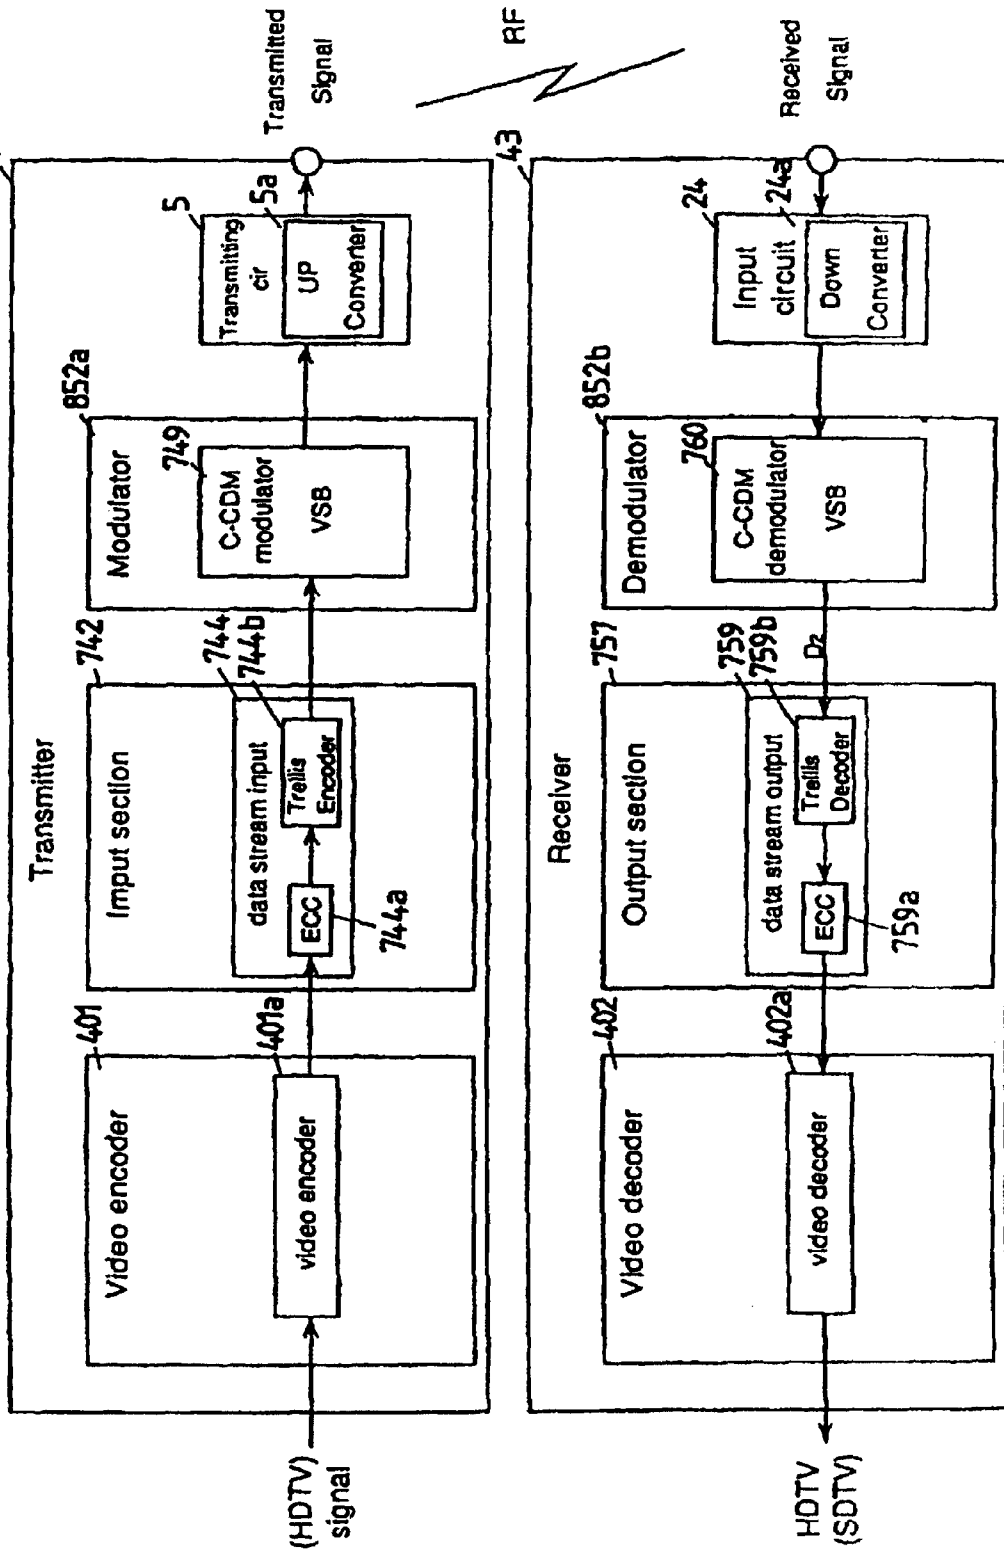 Transmitter
(HDTV)
signal
401
Video encoder
401a
video encoder
742
Imput section
744
744b
data stream input
ECC
744a
Trellis
Encoder
852a
Modulator
749
C-CDM
modulator
VSB
5
Transmitting
cir
5a
UP
Converter
Transmitted
Signal
RF
43
Receiver
HDTV
(SDTV)
402
Video decoder
402a
video decoder
757
Output section
759
759b
data stream output
ECC
759a
Trellis
Decoder
D2
852b
Demodulator
760
C-CDM
demodulator
VSB
24
Input
circuit
24a
Down
Converter
Received
Signal